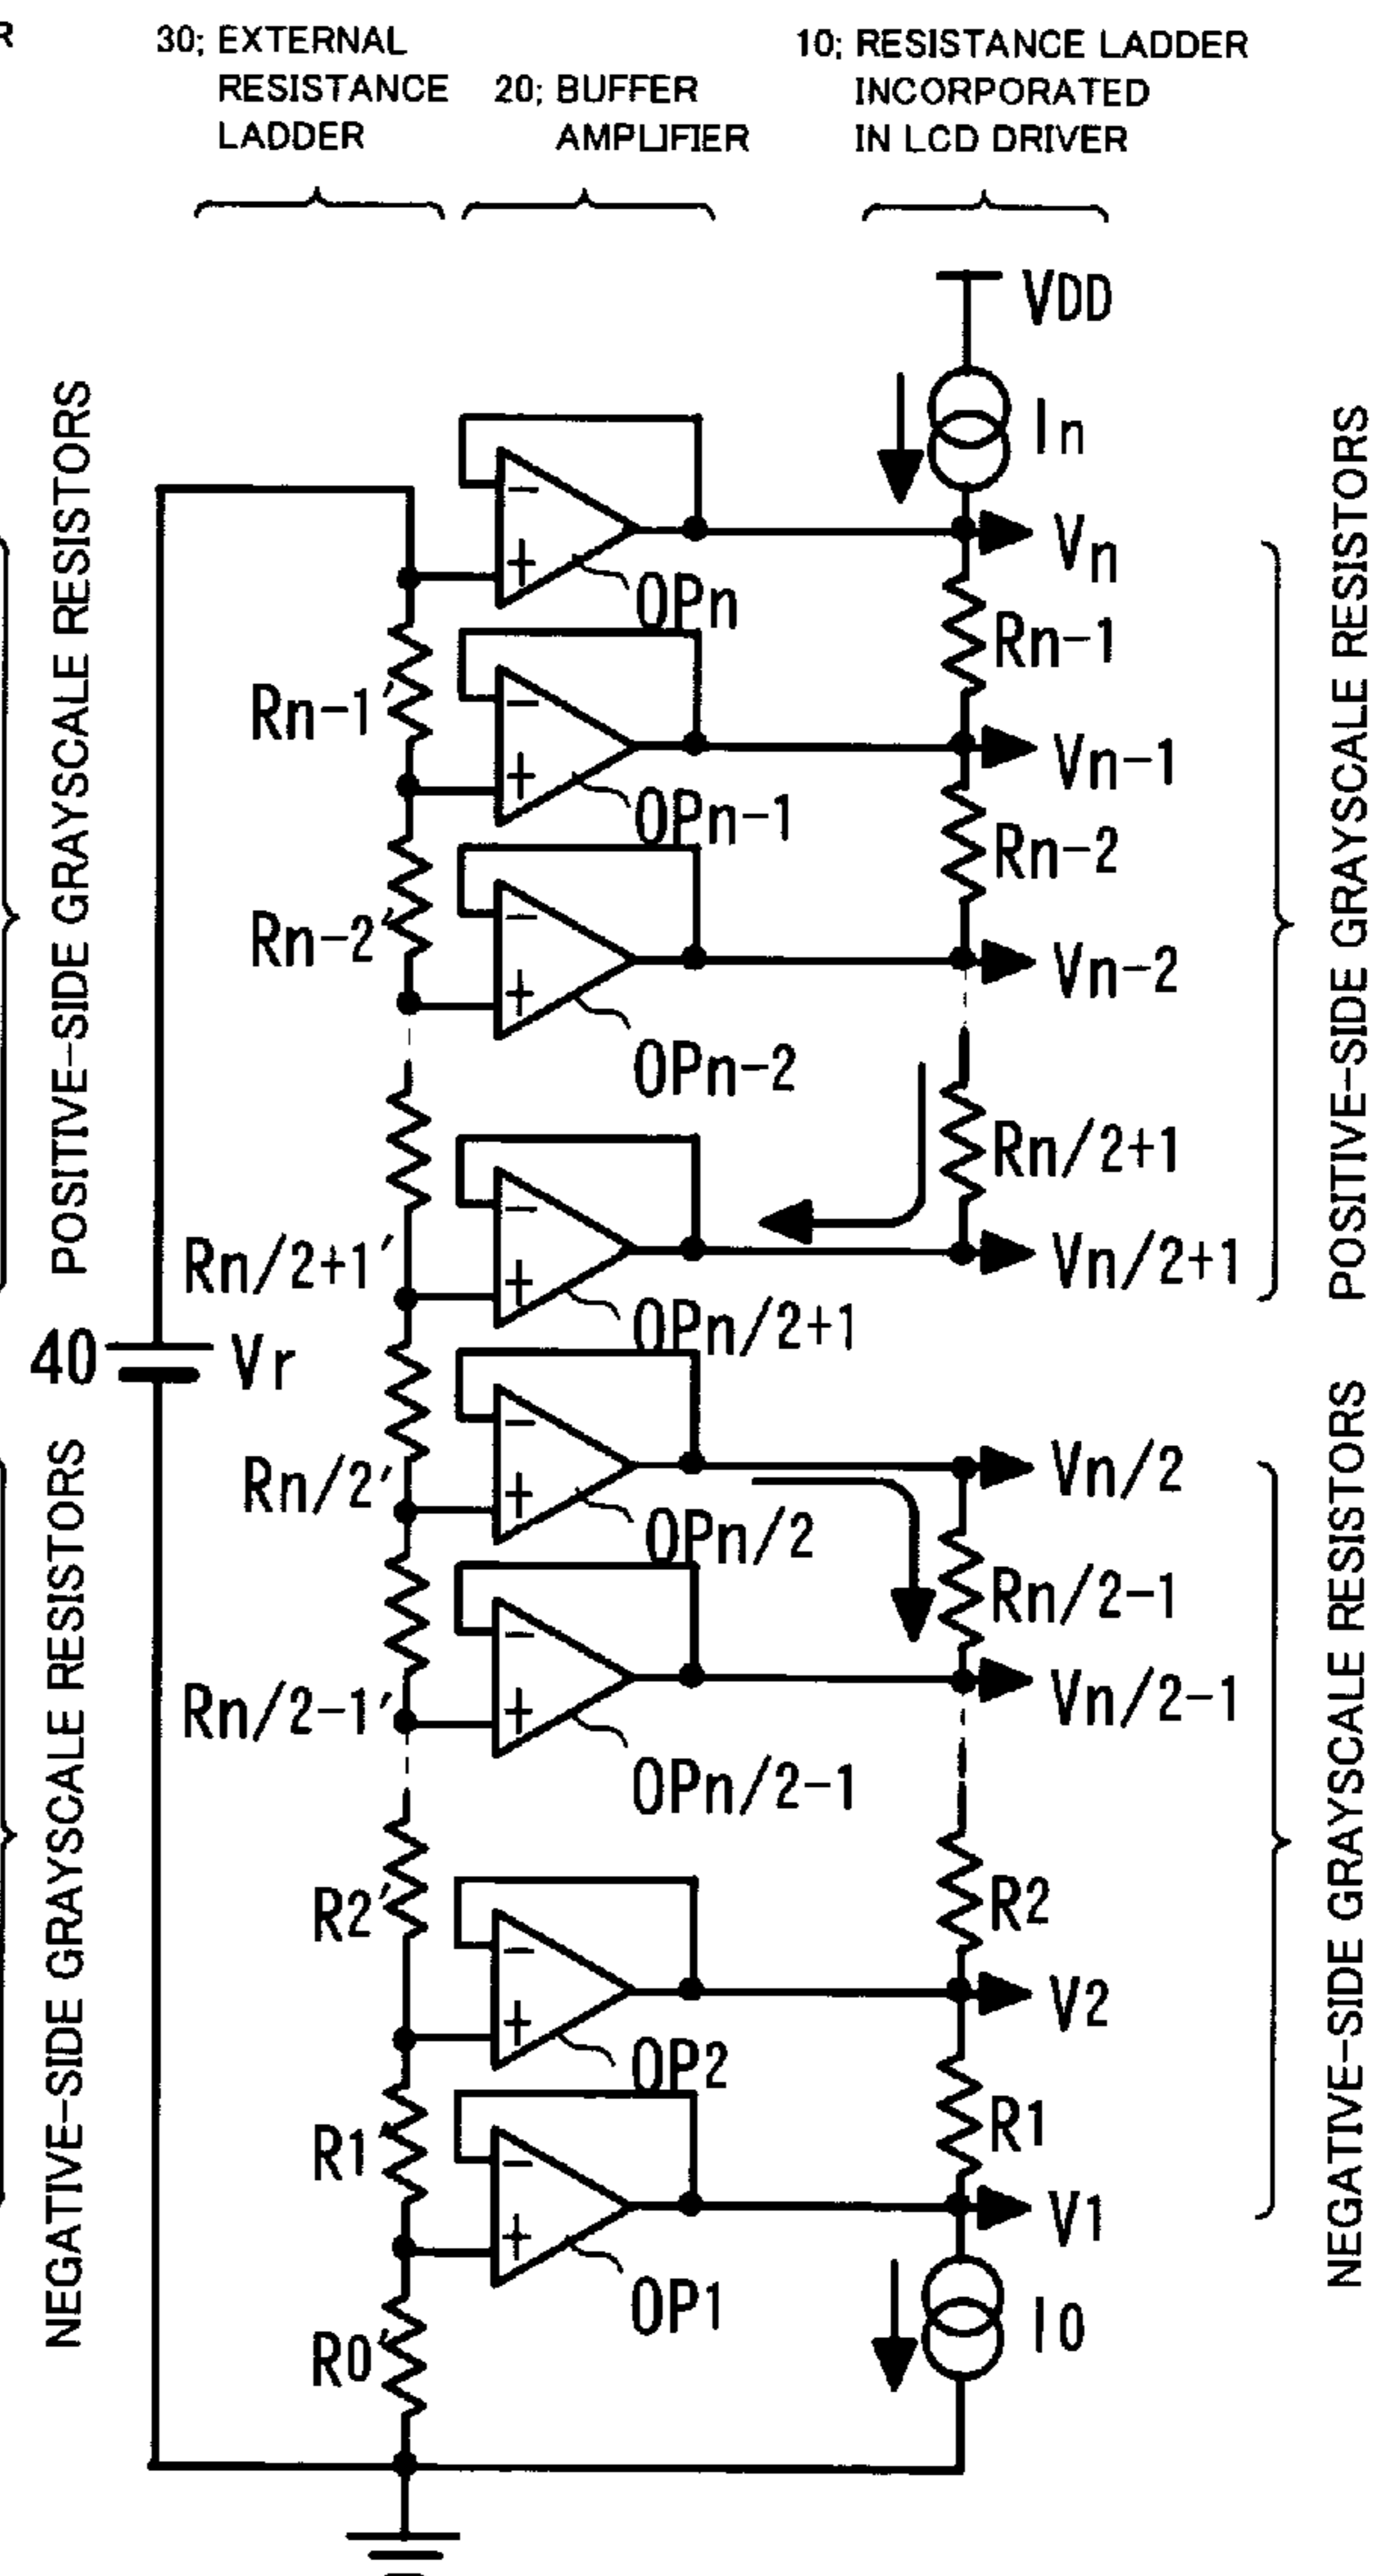 R
30; EXTERNAL
RESISTANCE
LADDER
20; BUFFER
AMPLIFIER
10; RESISTANCE LADDER
INCORPORATED
IN LCD DRIVER
VDD
In
Vn
OPn
Rn-1
Rn-1'
Vn-1
OPn-1
Rn-2
Rn-2'
Vn-2
OPn-2
Rn/2+1
Rn/2+1'
Vn/2+1
OPn/2+1
40
Vr
Vn/2
Rn/2'
OPn/2
Rn/2-1
Vn/2-1
Rn/2-1'
OPn/2-1
R2'
R2
V2
OP2
R1'
R1
V1
OP1
R0'
I0
POSITIVE-SIDE GRAYSCALE RESISTORS
NEGATIVE-SIDE GRAYSCALE RESISTORS
POSITIVE-SIDE GRAYSCALE RESISTORS
NEGATIVE-SIDE GRAYSCALE RESISTORS